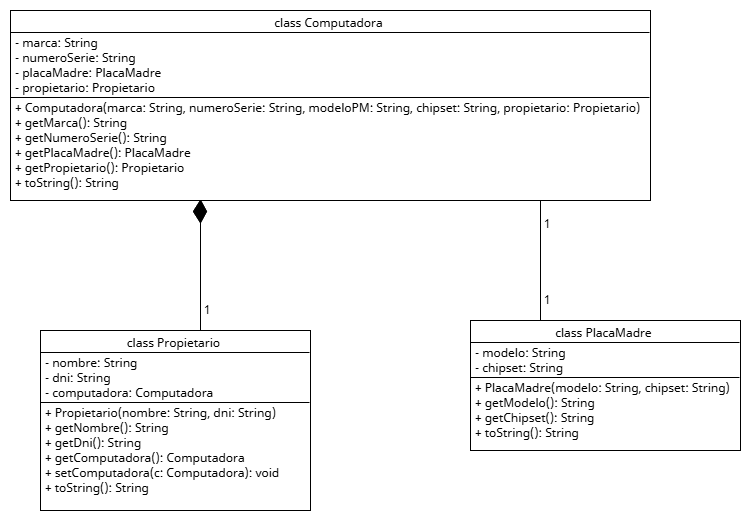 class Computadora
- marca: String
- numeroSerie: String
- placaMadre: PlacaMadre
- propietario: Propietario
+ Computadora(marca: String, numeroSerie: String, modeloPM: String, chipset: String, propietario: Propietario)
+ getMarca(): String
+ getNumeroSerie(): String
+ getPlacaMadre(): PlacaMadre
+ getPropietario(): Propietario
+ toString(): String
1
1
1
class Propietario
- nombre: String
- dni: String
- computadora: Computadora
+ Propietario(nombre: String, dni: String)
+ getNombre(): String
+ getDni(): String
+ getComputadora(): Computadora
+ setComputadora(c: Computadora): void
+ toString(): String
class PlacaMadre
- modelo: String
- chipset: String
+ PlacaMadre(modelo: String, chipset: String)
+ getModelo(): String
+ getChipset(): String
+ toString(): String